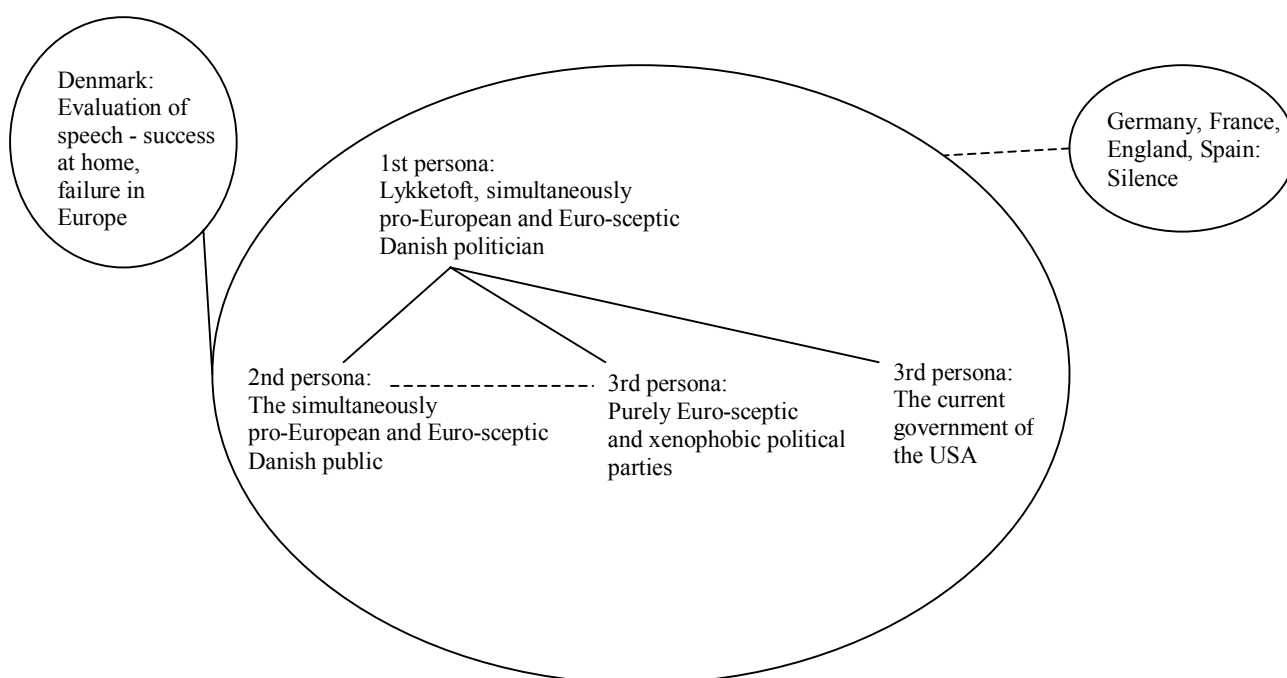 Denmark:
Evaluation of
speech - success
at home,
failure in
Europe
Germany, France,
England, Spain:
Silence
1st persona:
Lykketoft, simultaneously
pro-European and Euro-sceptic
Danish politician
2nd persona:
The simultaneously
pro-European and Euro-sceptic
Danish public
3rd persona:
Purely Euro-sceptic
and xenophobic political
parties
3rd persona:
The current
government of
the USA